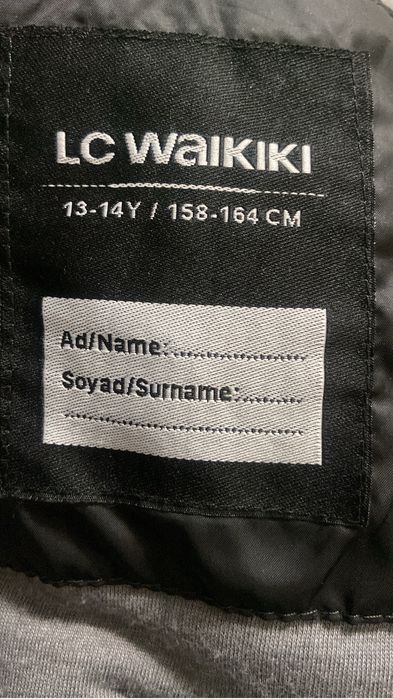 LC WaIKIKI
13-14Y / 158-164 CM
Ad/Name:....................
Soyad/Surname:.........
......................................